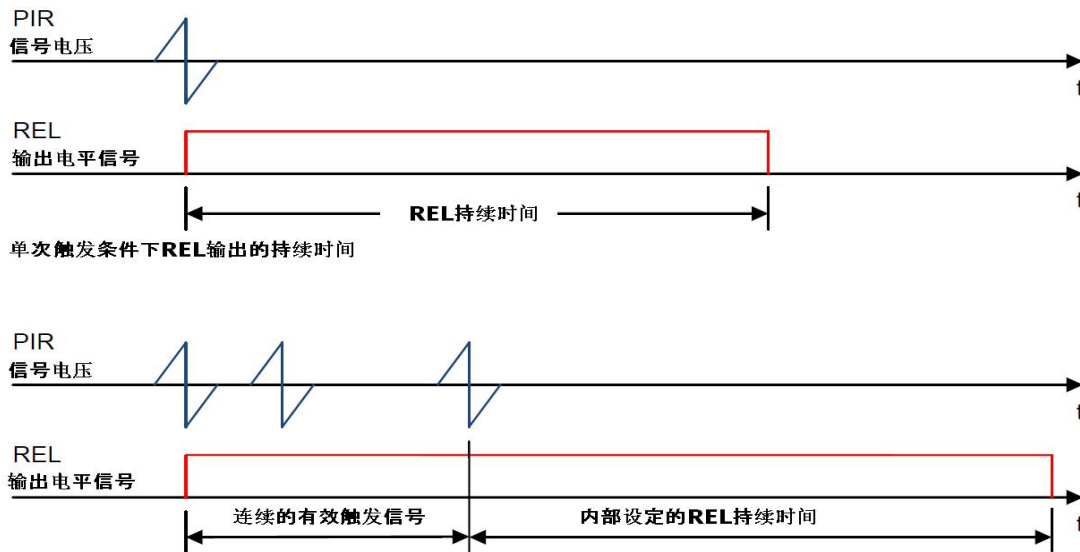 PIR
信号电压
t
REL
输出电平信号
t
REL持续时间
单次触发条件下REL输出的持续时间
PIR
信号电压
t
REL
输出电平信号
t
连续的有效触发信号
内部设定的REL持续时间